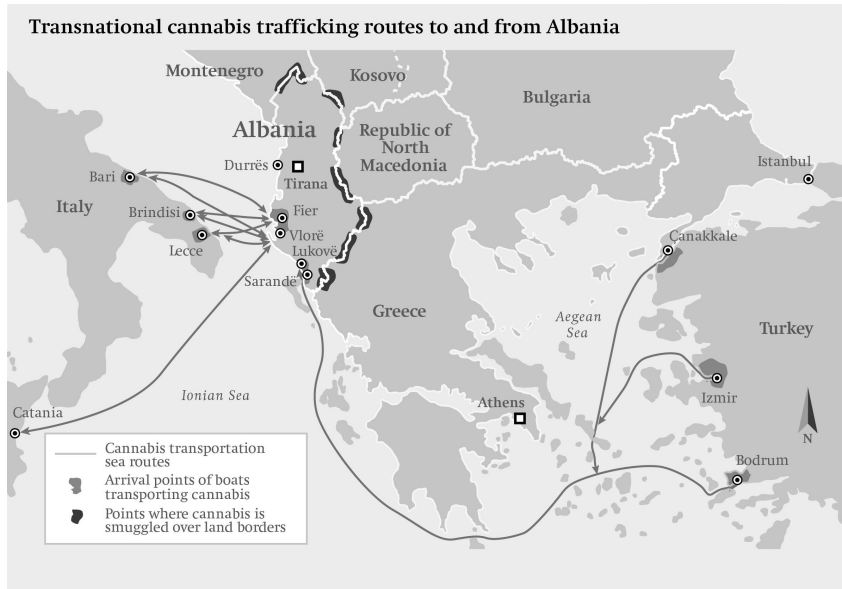 Transnational cannabis trafficking routes to and from Albania
Montenegro
Kosovo
Bulgaria
Albania
Republic of
North
Macedonia
Durrës
Tirana
Istanbul
Bari
Italy
Brindisi
Fier
Vlorë
Lecce
Lukovë
Sarandë
Çanakkale
Greece
Aegean
Sea
Turkey
Ionian Sea
Izmir
Athens
Catania
N
Bodrum
Cannabis transportation
sea routes
Arrival points of boats
transporting cannabis
Points where cannabis is
smuggled over land borders